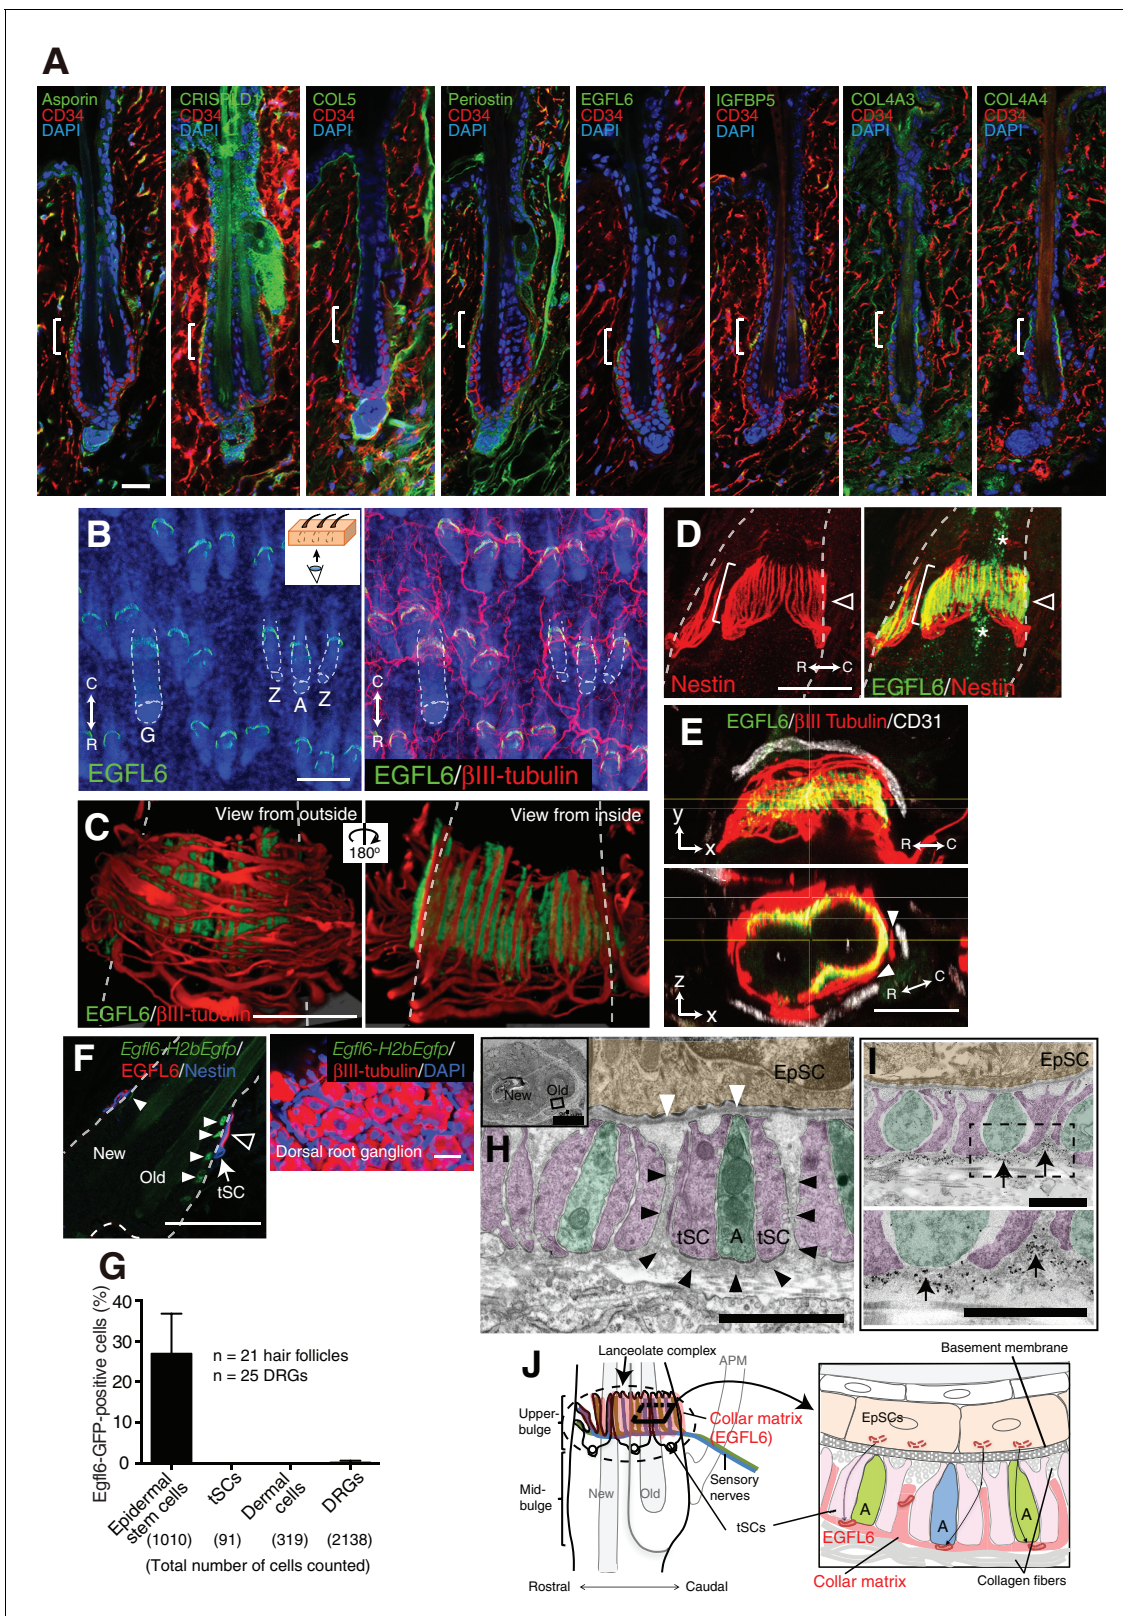 A
Asporin
CD34
DAPI
CRISPLD1
CD34
DAPI
COL5
CD34
DAPI
Periostin
CD34
DAPI
EGFL6
CD34
DAPI
IGFBP5
CD34
DAPI
COL4A3
CD34
DAPI
COL4A4
CD34
DAPI
B
C
R
G
Z
A
Z
EGFL6
C
R
EGFL6/βIII-tubulin
C
View from outside
180º
View from inside
EGFL6/βIII-tubulin
D
R C
Nestin
*
*
EGFL6/Nestin
E
EGFL6/βIII Tubulin/CD31
y
x
R C
z
x
R C
F
Egfl6-H2bEgfp/
EGFL6/Nestin
New
Old
tSC
Egfl6-H2bEgfp/
βIII-tubulin/DAPI
Dorsal root ganglion
G
Egfl6-GFP-positive cells (%)
40
30
20
10
0
n = 21 hair follicles
n = 25 DRGs
Epidermal stem cells
tSCs
Dermal cells
DRGs
(1010) (91) (319) (2138)
(Total number of cells counted)
H
New
Old
EpSC
tSC
A
tSC
I
EpSC
J
Lanceolate complex
APM
Upper-
bulge
Collar matrix
(EGFL6)
Sensory
nerves
Mid-
bulge
New
Old
tSCs
Rostral
Caudal
Basement membrane
EpSCs
A
A
A
EGFL6
Collar matrix
Collagen fibers